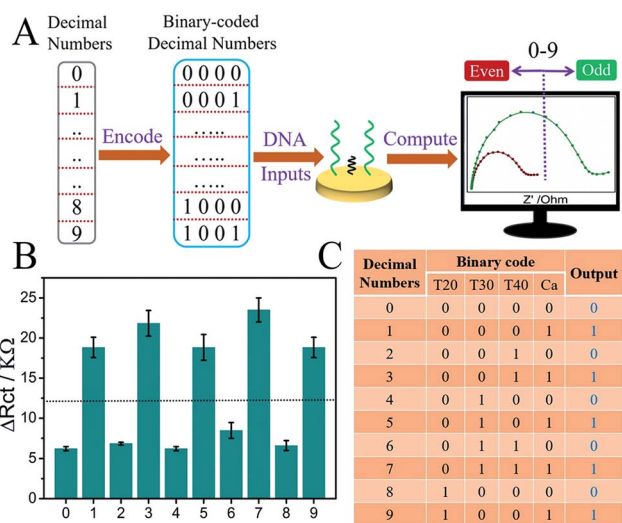 A
Decimal
Numbers
Binary-coded
Decimal Numbers
0
1
..
..
..
8
9
Encode
0 0 0 0
0 0 0 1
.....
.....
.....
1 0 0 0
1 0 0 1
DNA
Inputs
Compute
0-9
Even
Odd
Z' /Ohm
B
ΔRct / KΩ
25
20
15
10
5
0
0 1 2 3 4 5 6 7 8 9
C
Decimal Numbers Binary code Output
T20 T30 T40 Ca
0 0 0 0 0 0
1 0 0 0 1 1
2 0 0 1 0 0
3 0 0 1 1 1
4 0 1 0 0 0
5 0 1 0 1 1
6 0 1 1 0 0
7 0 1 1 1 1
8 1 0 0 0 0
9 1 0 0 1 1